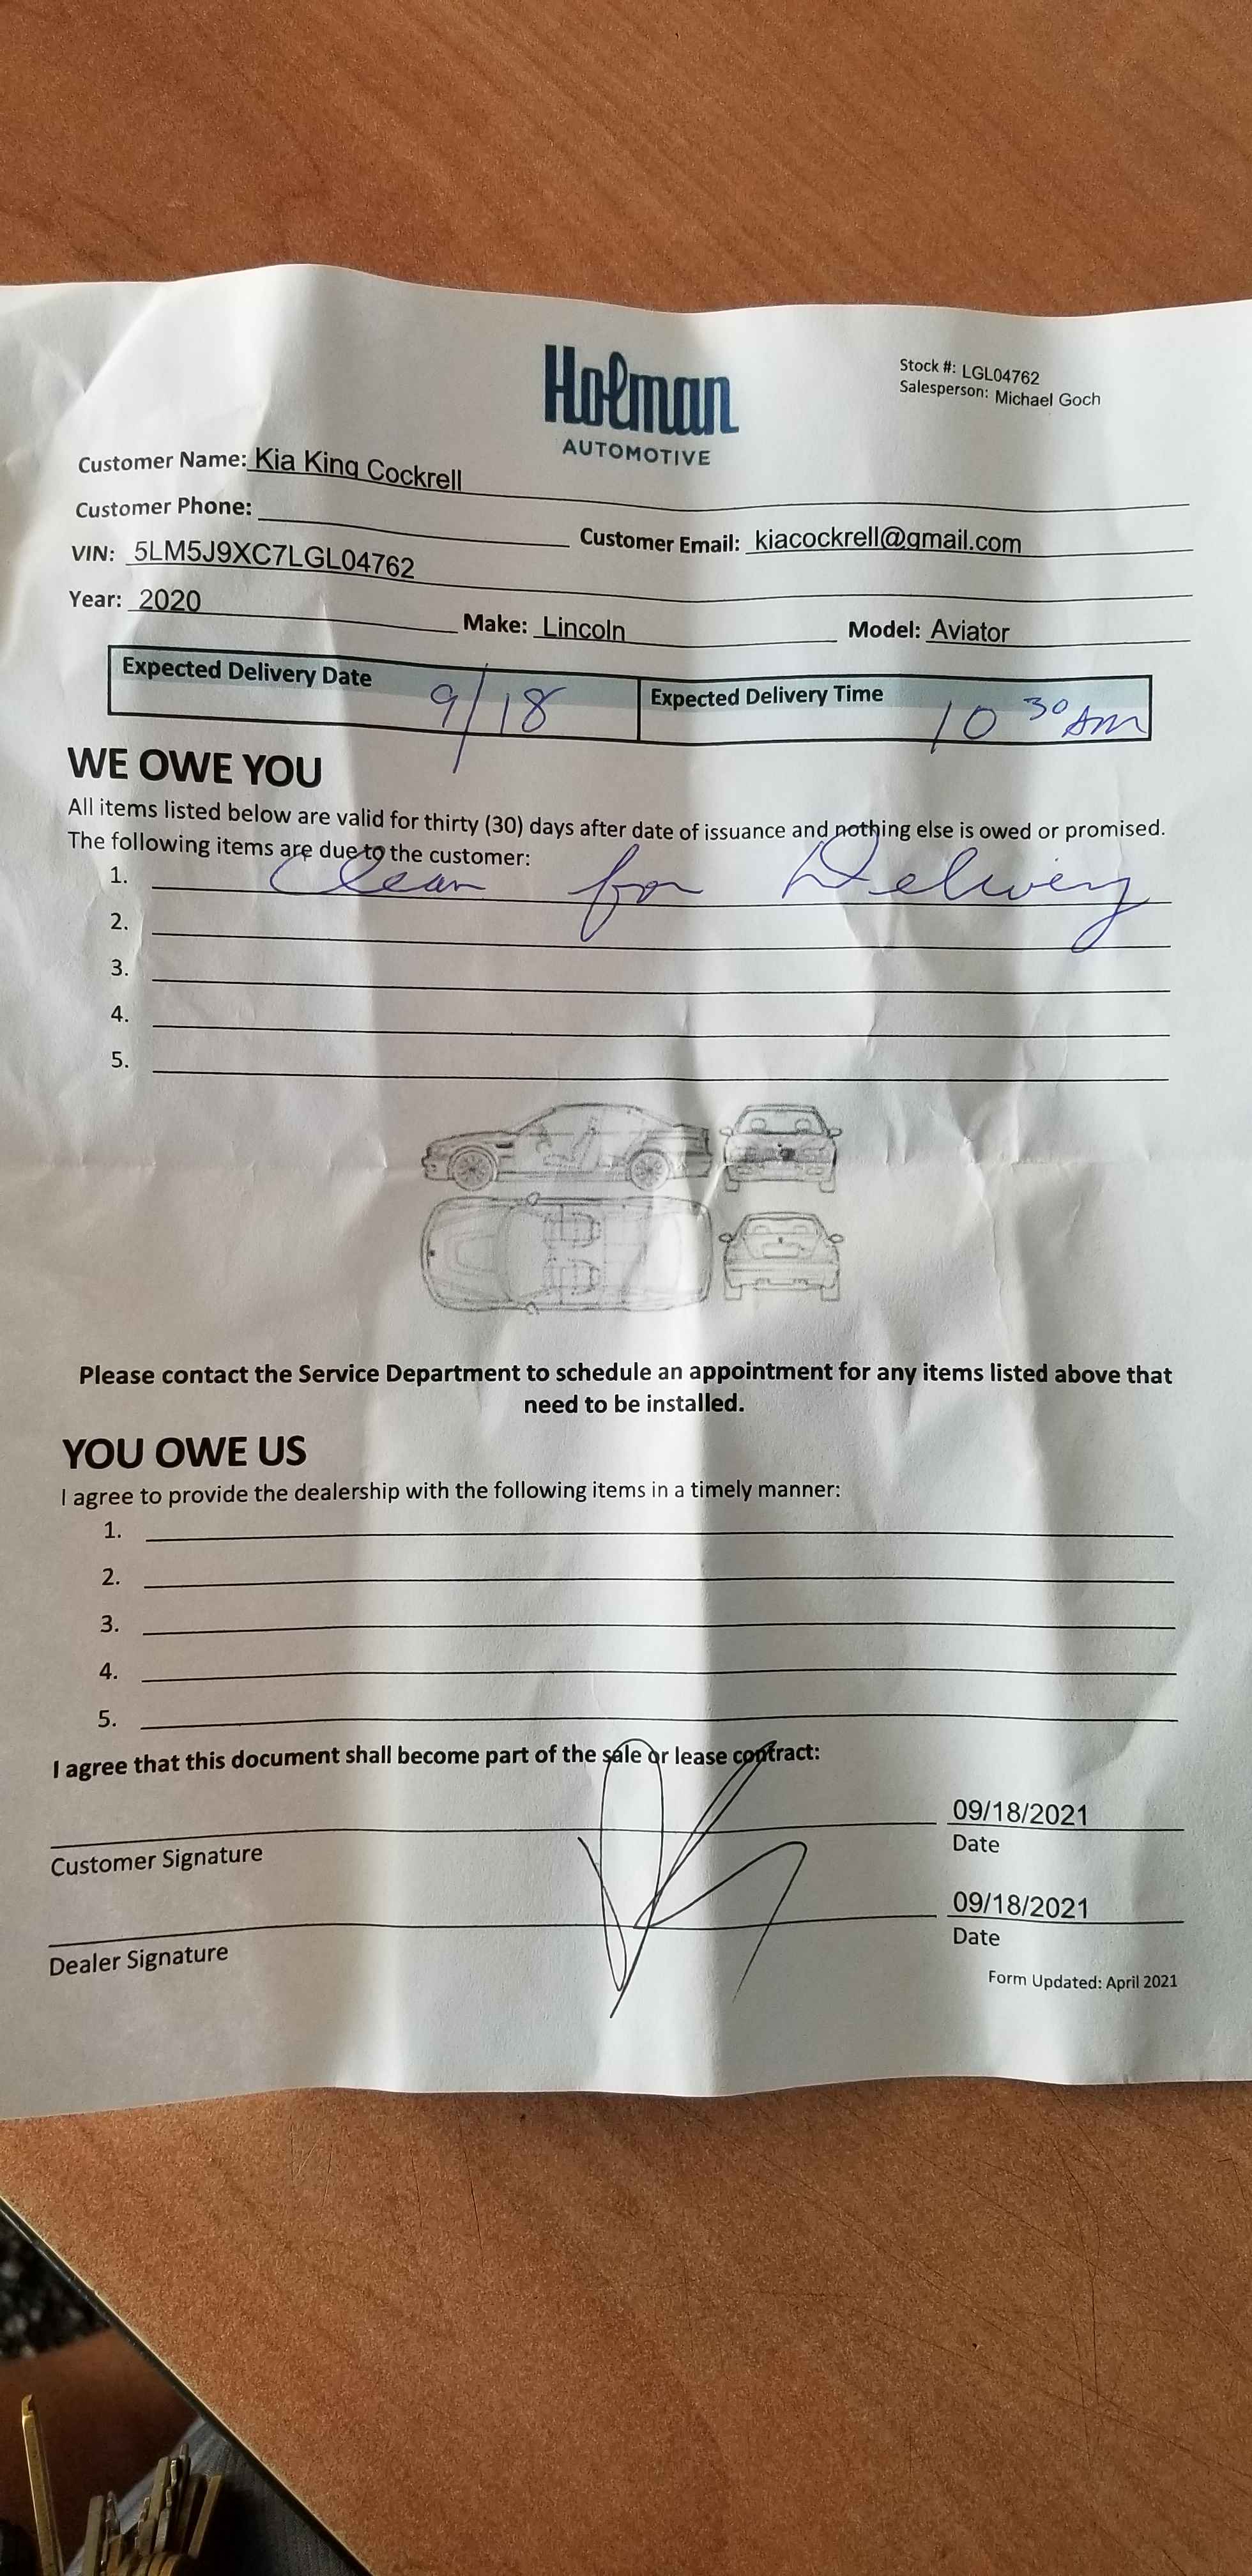 Holman
AUTOMOTIVE
Stock #: LGL04762
Salesperson: Michael Goch
Customer Name: Kia King Cockrell
Customer Phone:
Customer Email: kiacockrell@gmail.com
VIN: 5LM5J9XC7LGL04762
Year: 2020 Make: Lincoln Model: Aviator
Expected Delivery Date 9/18 Expected Delivery Time 10 30 AM
WE OWE YOU
All items listed below are valid for thirty (30) days after date of issuance and nothing else is owed or promised.
The following items are due to the customer:
1. Clean for Delivery
2.
3.
4.
5.
Please contact the Service Department to schedule an appointment for any items listed above that
need to be installed.
YOU OWE US
I agree to provide the dealership with the following items in a timely manner:
1.
2.
3.
4.
5.
I agree that this document shall become part of the sale or lease contract:
09/18/2021
Customer Signature Date
09/18/2021
Dealer Signature Date
Form Updated: April 2021